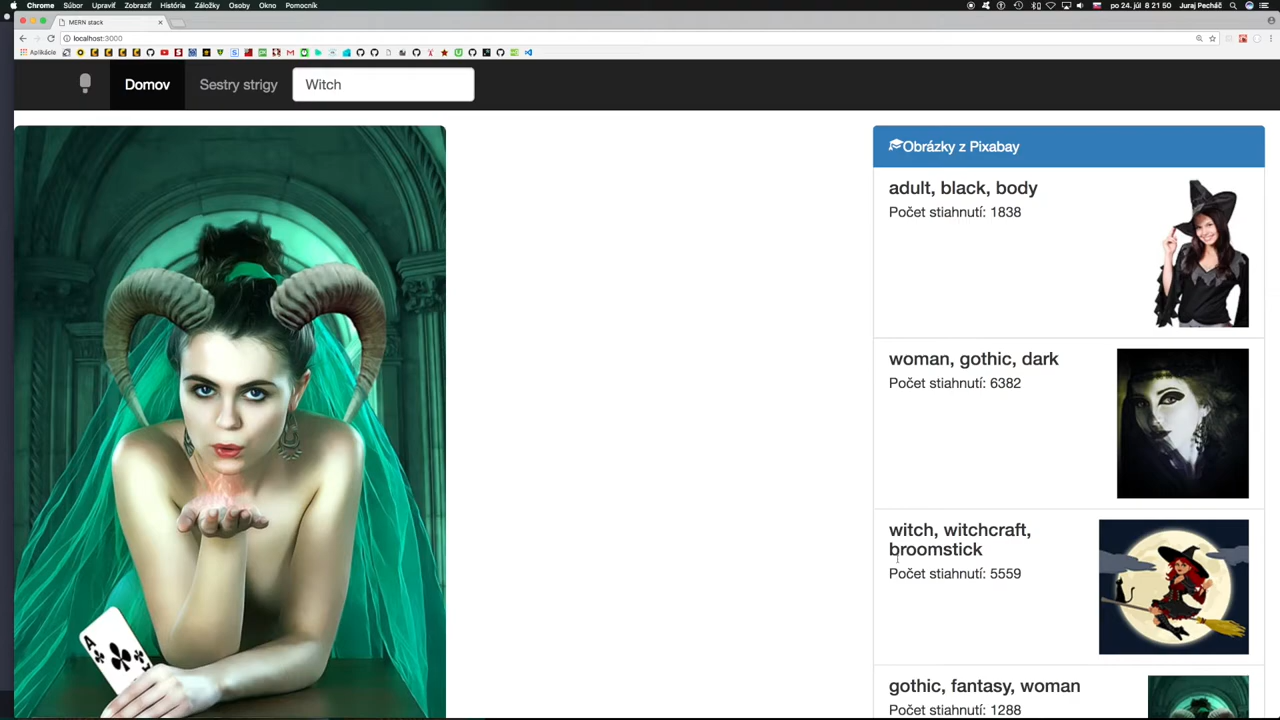 Chrome Súbor Upraviť Zobraziť História Záložky Osoby Okno Pomocník
po 24. júl 8 21 50 Juraj Pecháč
MERN stack
localhost:3000
Aplikácie
Domov Sestry strigy Witch
Obrázky z Pixabay
adult, black, body
Počet stiahnutí: 1838
woman, gothic, dark
Počet stiahnutí: 6382
witch, witchcraft,
broomstick
Počet stiahnutí: 5559
gothic, fantasy, woman
Počet stiahnutí: 1288
A